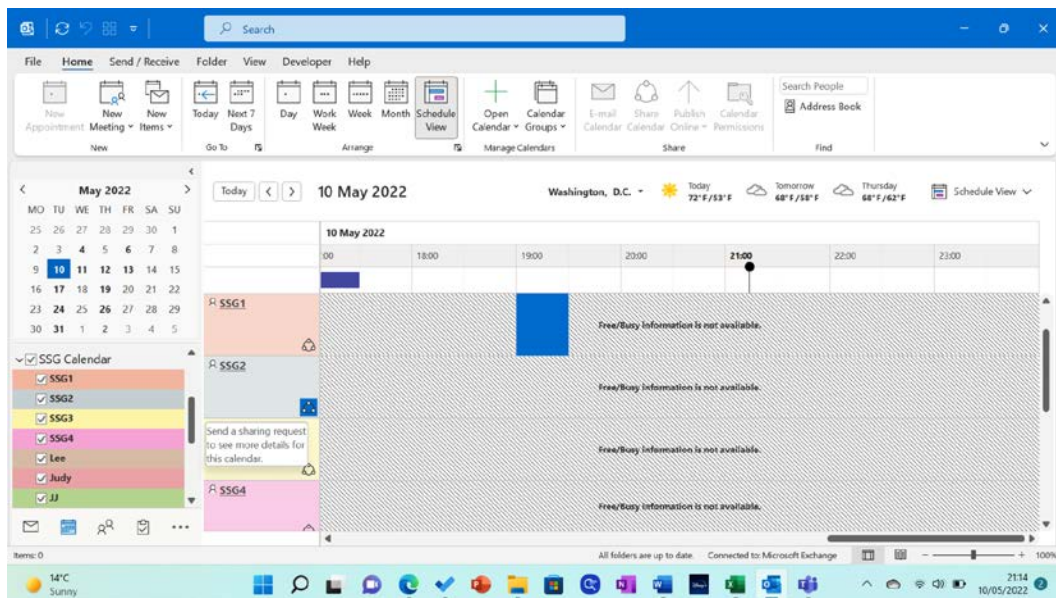 Search
File Home Send / Receive Folder View Developer Help
New Appointment
New Meeting
New Items
Today
Next 7 Days
Day
Work Week
Week
Month
Schedule View
Open Calendar
Calendar Groups
E-mail Calendar
Share Calendar
Publish Online
Calendar Permissions
Search People
Address Book
New
Go To
Arrange
Manage Calendars
Share
Find
May 2022
MO TU WE TH FR SA SU
25 26 27 28 29 30 1
2 3 4 5 6 7 8
9 10 11 12 13 14 15
16 17 18 19 20 21 22
23 24 25 26 27 28 29
30 31 1 2 3 4 5
SSG Calendar
SSG1
SSG2
SSG3
SSG4
Lee
Judy
JJ
Today
10 May 2022
Washington, D.C.
Today
72°F/53°F
Tomorrow
68°F/58°F
Thursday
68°F/62°F
Schedule View
10 May 2022
:00 18:00 19:00 20:00 21:00 22:00 23:00
SSG1
Free/Busy information is not available.
SSG2
Free/Busy information is not available.
Send a sharing request
to see more details for
this calendar.
Free/Busy information is not available.
SSG4
Free/Busy information is not available.
Items: 0
All folders are up to date. Connected to: Microsoft Exchange
100%
14°C
Sunny
21:14
10/05/2022
2